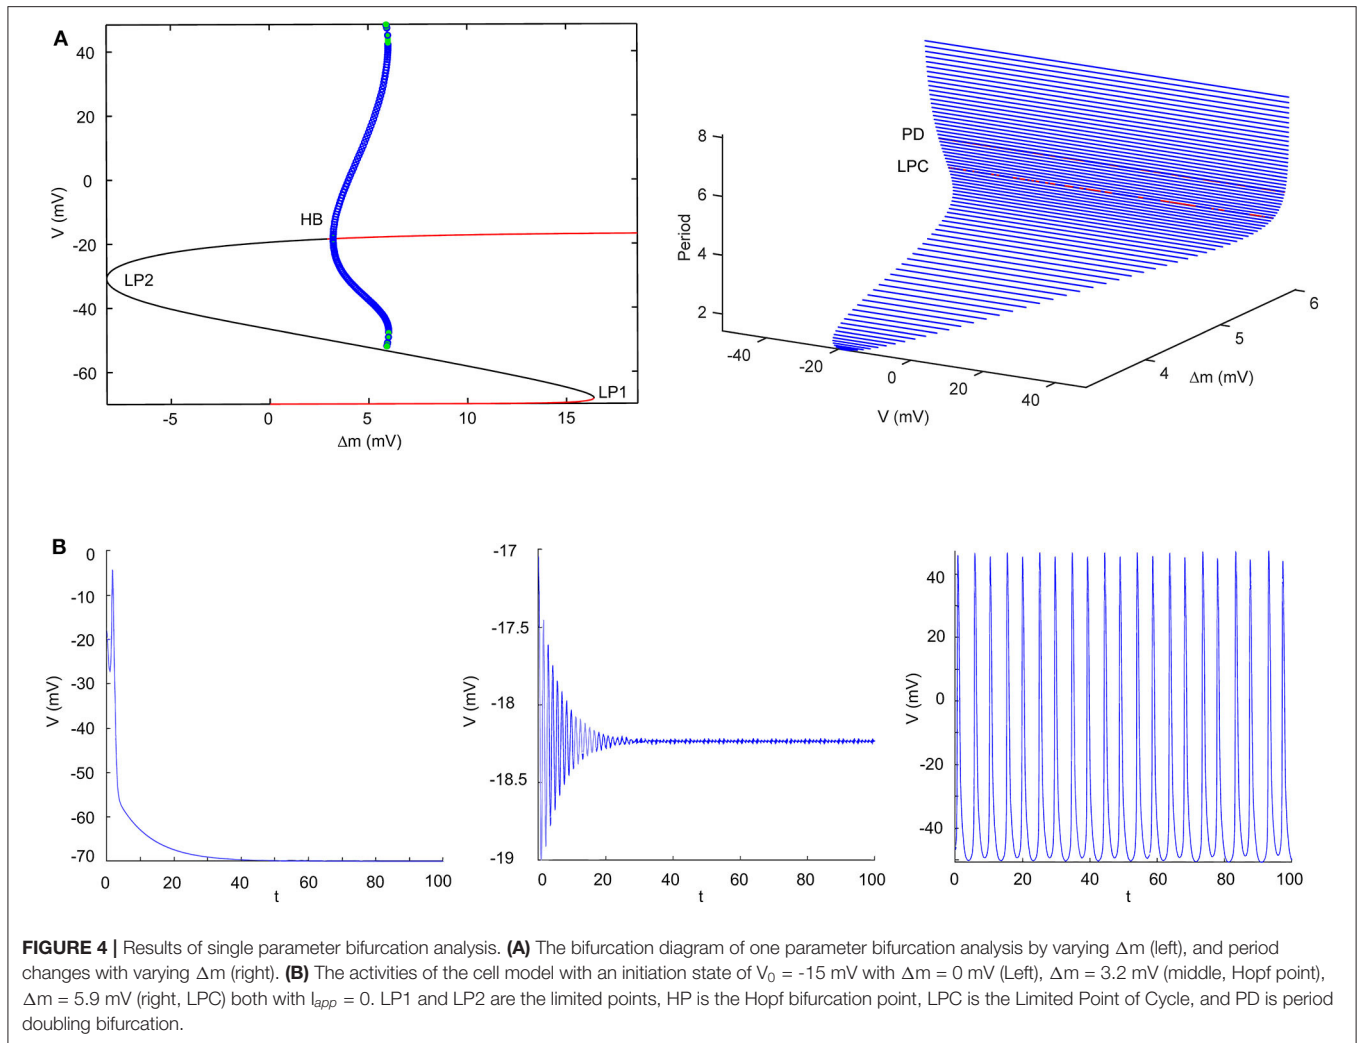 A
40
20
0
-20
-40
-60
V (mV)
HB
LP2
LP1
-5
0
5
10
15
Δm (mV)
8
6
4
2
Period
PD
LPC
-40
-20
0
20
40
V (mV)
4
5
6
Δm (mV)
B
0
-10
-20
-30
-40
-50
-60
-70
V (mV)
0
20
40
60
80
100
t
-17
-17.5
-18
-18.5
-19
V (mV)
0
20
40
60
80
100
t
40
20
0
-20
-40
V (mV)
0
20
40
60
80
100
t
FIGURE 4 | Results of single parameter bifurcation analysis. (A) The bifurcation diagram of one parameter bifurcation analysis by varying Δm (left), and period
changes with varying Δm (right). (B) The activities of the cell model with an initiation state of V0 = -15 mV with Δm = 0 mV (Left), Δm = 3.2 mV (middle, Hopf point),
Δm = 5.9 mV (right, LPC) both with Iapp = 0. LP1 and LP2 are the limited points, HP is the Hopf bifurcation point, LPC is the Limited Point of Cycle, and PD is period
doubling bifurcation.